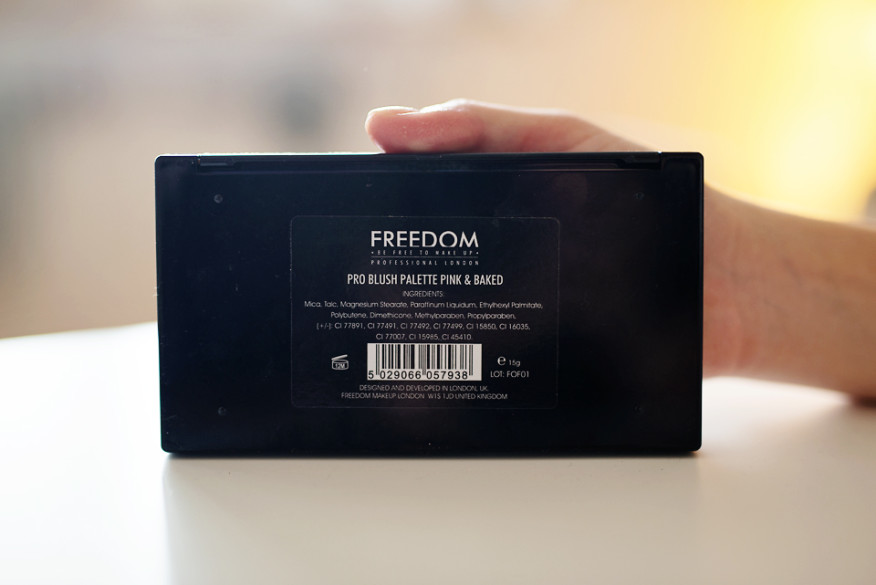 FREEDOM
• BE FREE TO MAKE UP •
PROFESSIONAL LONDON
PRO BLUSH PALETTE PINK & BAKED
INGREDIENTS:
Mica, Talc, Magnesium Stearate, Paraffinum Liquidum, Ethylhexyl Palmitate,
Polybutene, Dimethicone, Methylparaben, Propylparaben,
[+/-]: CI 77891, CI 77491, CI 77492, CI 77499, CI 15850, CI 16035,
CI 77007, CI 15985, CI 45410.
12M
5 029066 057938
e 15g
LOT: FOF01
DESIGNED AND DEVELOPED IN LONDON, UK.
FREEDOM MAKEUP LONDON. W1S 1JD UNITED KINGDOM